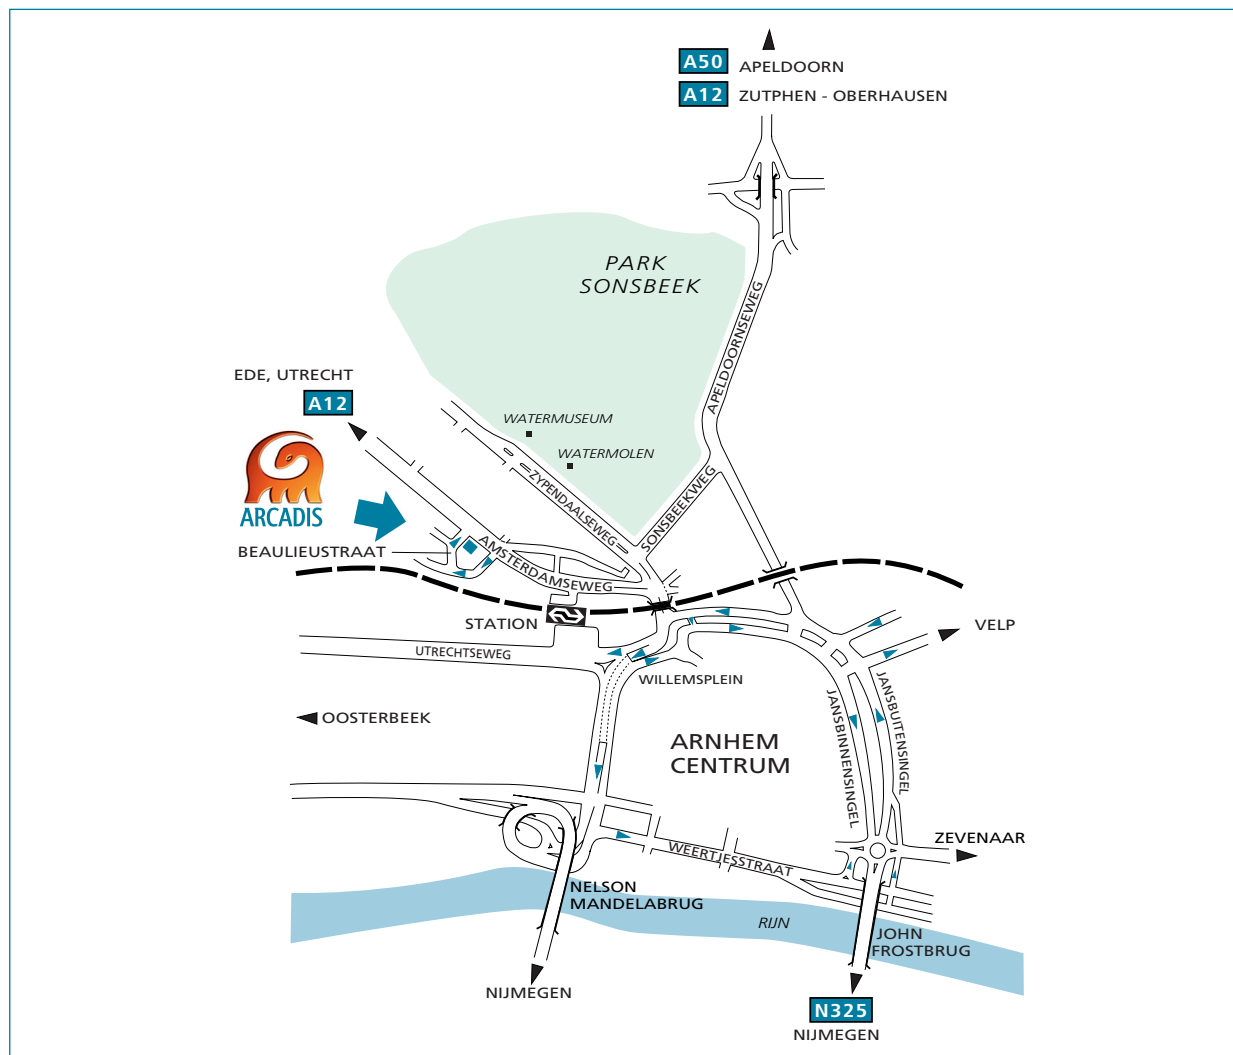 A50 APELDOORN
A12 ZUTPHEN - OBERHAUSEN
PARK
SONSBEEK
APELDOORNSEWEG
EDE, UTRECHT
A12
WATERMUSEUM
WATERMOLEN
ZYPENDAALSEWEG
SONSBEEKWEG
ARCADIS
BEAULIEUSTRAAT
AMSTERDAMSEWEG
STATION
VELP
UTRECHTSEWEG
WILLEMSPLEIN
JANSBINNENSINGEL
JANSBUITENSINGEL
OOSTERBEEK
ARNHEM
CENTRUM
ZEVENAAR
WEERTJESSTRAAT
NELSON
MANDELABRUG
RIJN
JOHN
FROSTBRUG
NIJMEGEN
N325
NIJMEGEN